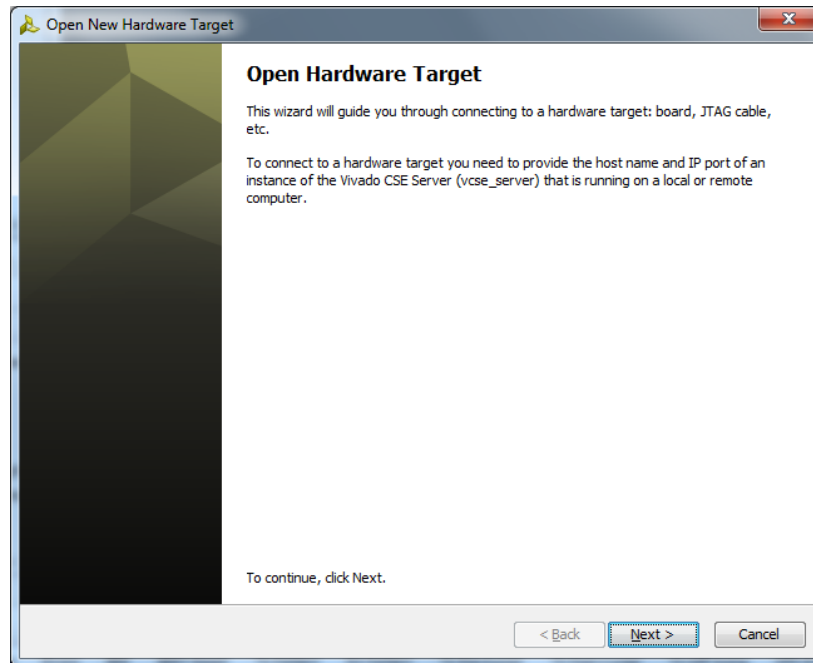 Open New Hardware Target
Open Hardware Target
This wizard will guide you through connecting to a hardware target: board, JTAG cable,
etc.
To connect to a hardware target you need to provide the host name and IP port of an
instance of the Vivado CSE Server (vcse_server) that is running on a local or remote
computer.
To continue, click Next.
< Back Next > Cancel